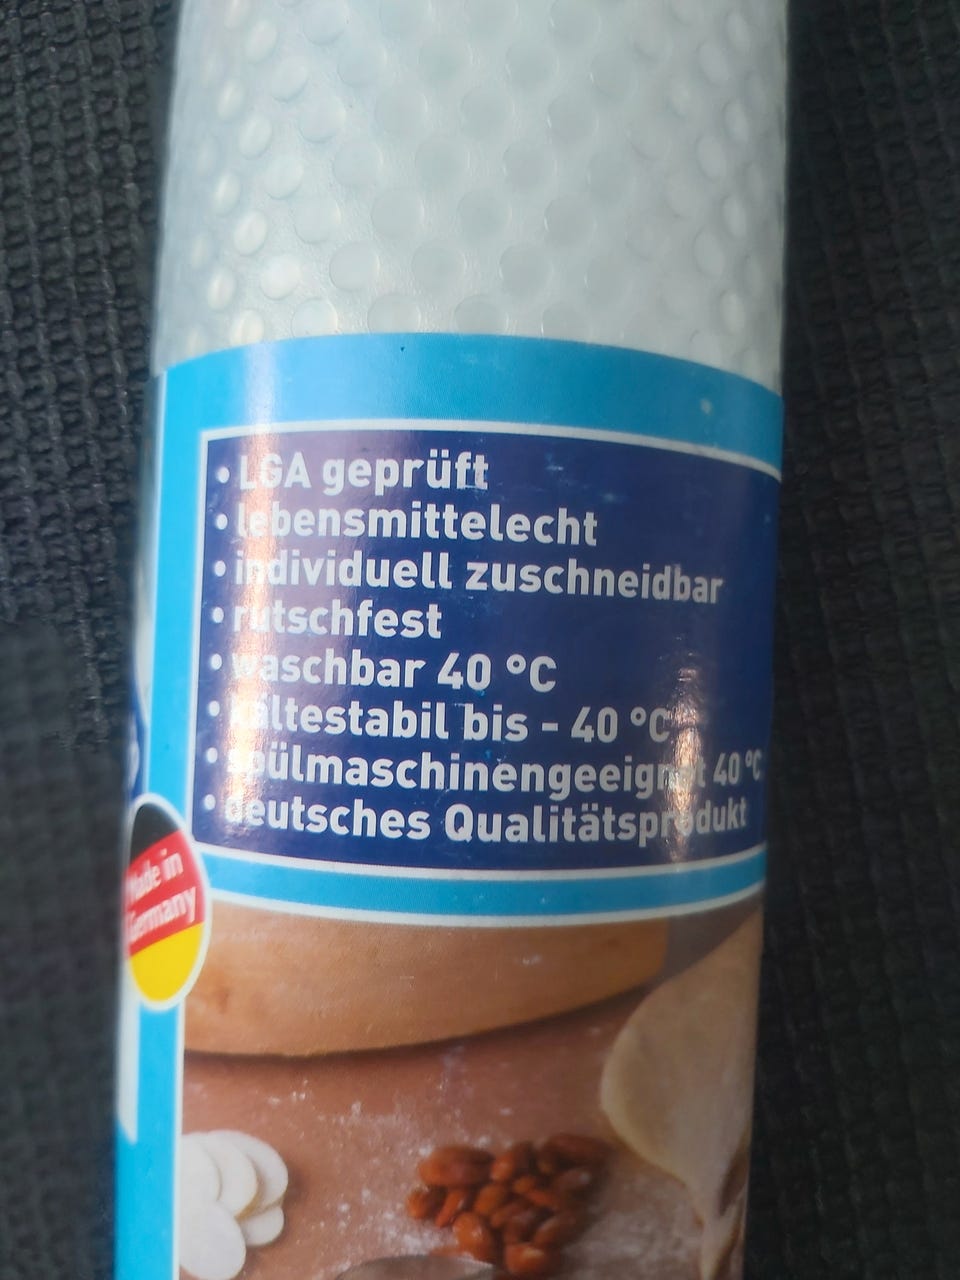 • LGA geprüft
• lebensmittelecht
• individuell zuschneidbar
• rutschfest
• waschbar 40 °C
• kältestabil bis - 40 °C
• spülmaschinengeeignet 40 °C
• deutsches Qualitätsprodukt
Made in
Germany